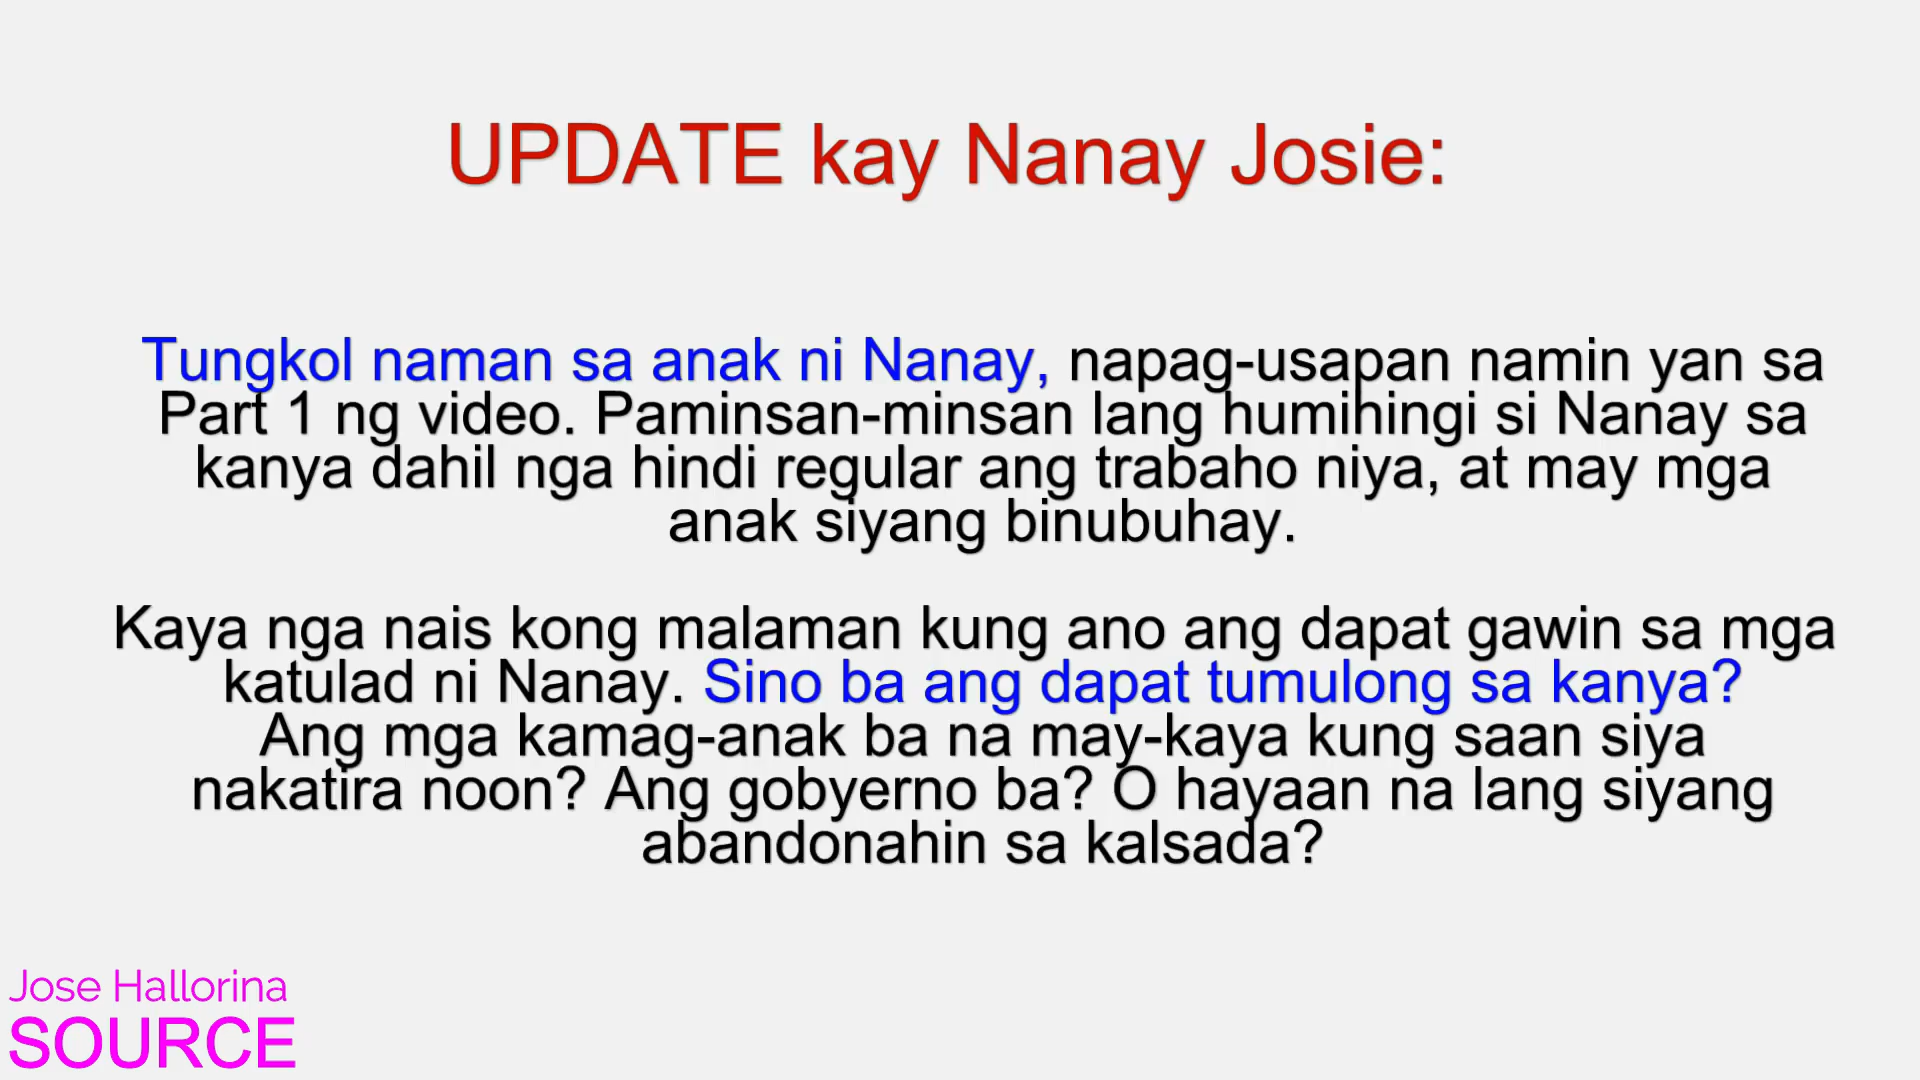 UPDATE kay Nanay Josie:
Tungkol naman sa anak ni Nanay, napag-usapan namin yan sa
Part 1 ng video. Paminsan-minsan lang humihingi si Nanay sa
kanya dahil nga hindi regular ang trabaho niya, at may mga
anak siyang binubuhay.
Kaya nga nais kong malaman kung ano ang dapat gawin sa mga
katulad ni Nanay. Sino ba ang dapat tumulong sa kanya?
Ang mga kamag-anak ba na may-kaya kung saan siya
nakatira noon? Ang gobyerno ba? O hayaan na lang siyang
abandonahin sa kalsada?
Jose Hallorina
SOURCE